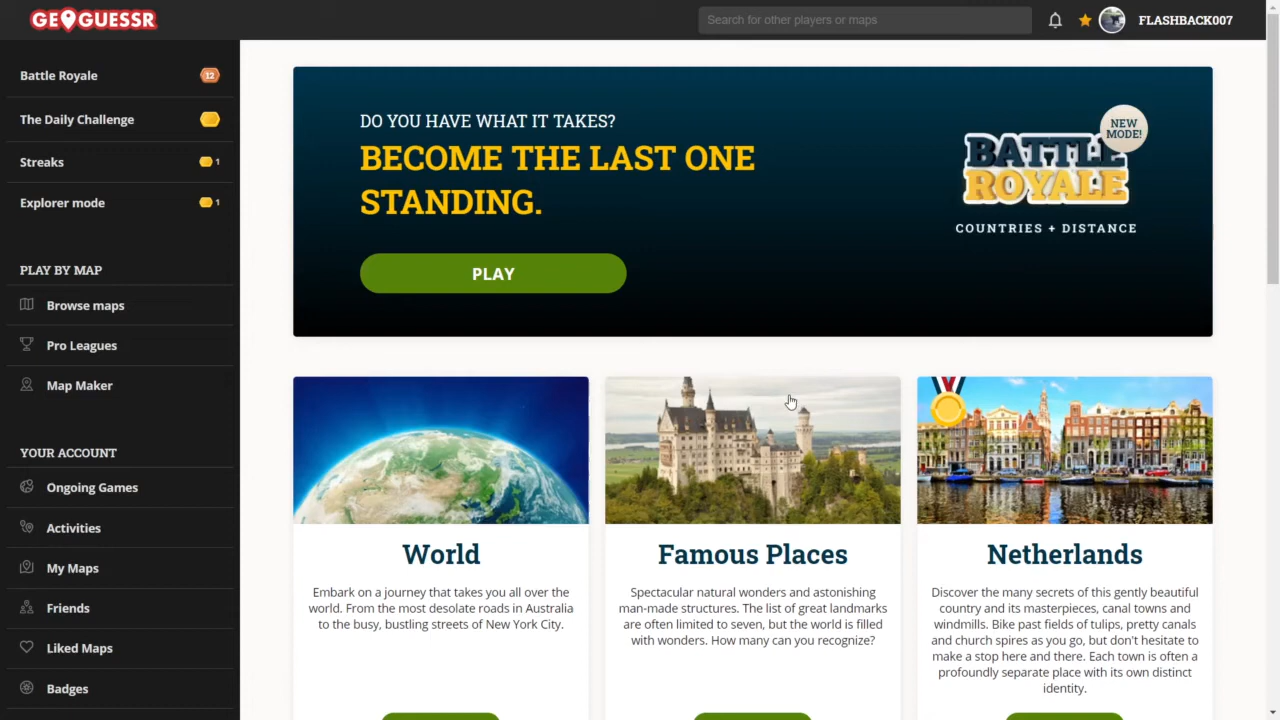 GEOGUESSR
Search for other players or maps
FLASHBACK007
Battle Royale
12
The Daily Challenge
Streaks
1
Explorer mode
1
PLAY BY MAP
Browse maps
Pro Leagues
Map Maker
YOUR ACCOUNT
Ongoing Games
Activities
My Maps
Friends
Liked Maps
Badges
DO YOU HAVE WHAT IT TAKES?
BECOME THE LAST ONE
STANDING.
PLAY
NEW
MODE!
BATTLE
ROYALE
COUNTRIES + DISTANCE
World
Embark on a journey that takes you all over the
world. From the most desolate roads in Australia
to the busy, bustling streets of New York City.
Famous Places
Spectacular natural wonders and astonishing
man-made structures. The list of great landmarks
are often limited to seven, but the world is filled
with wonders. How many can you recognize?
Netherlands
Discover the many secrets of this gently beautiful
country and its masterpieces, canal towns and
windmills. Bike past fields of tulips, pretty canals
and church spires as you go, but don't hesitate to
make a stop here and there. Each town is often a
profoundly separate place with its own distinct
identity.